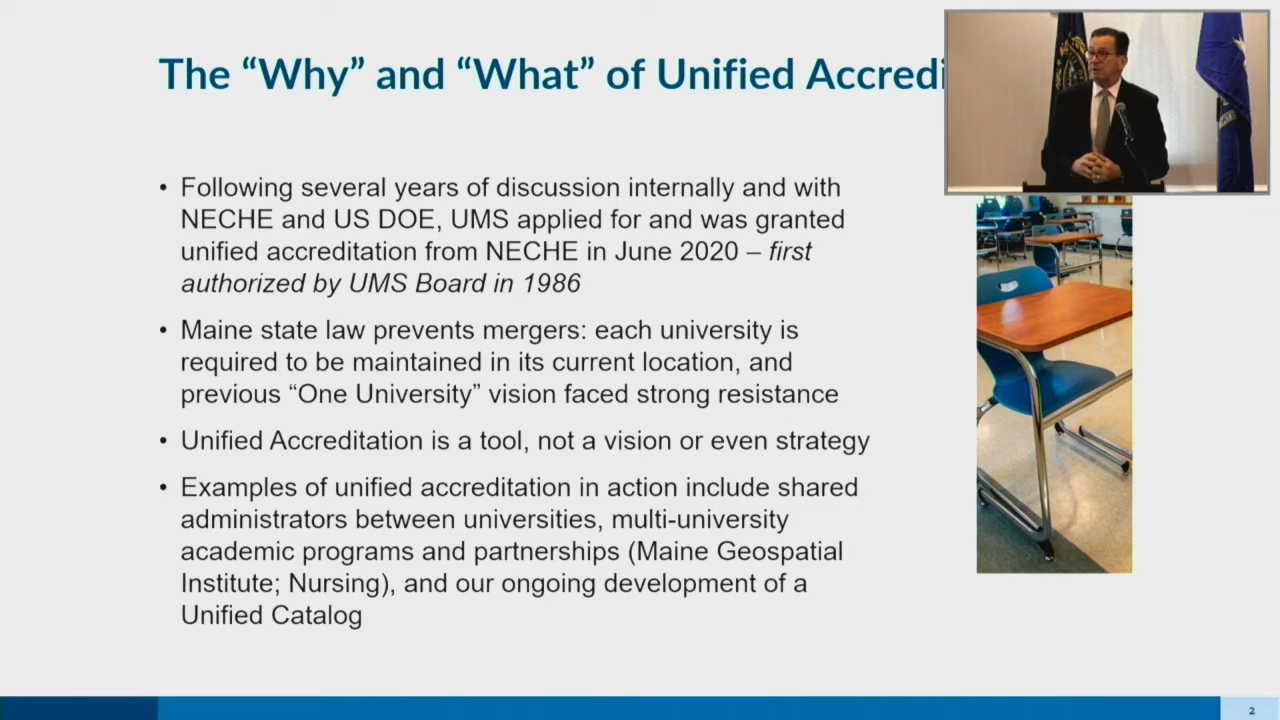 The “Why” and “What” of Unified Accredi
• Following several years of discussion internally and with
NECHE and US DOE, UMS applied for and was granted
unified accreditation from NECHE in June 2020 – first
authorized by UMS Board in 1986
• Maine state law prevents mergers: each university is
required to be maintained in its current location, and
previous “One University” vision faced strong resistance
• Unified Accreditation is a tool, not a vision or even strategy
• Examples of unified accreditation in action include shared
administrators between universities, multi-university
academic programs and partnerships (Maine Geospatial
Institute; Nursing), and our ongoing development of a
Unified Catalog
2